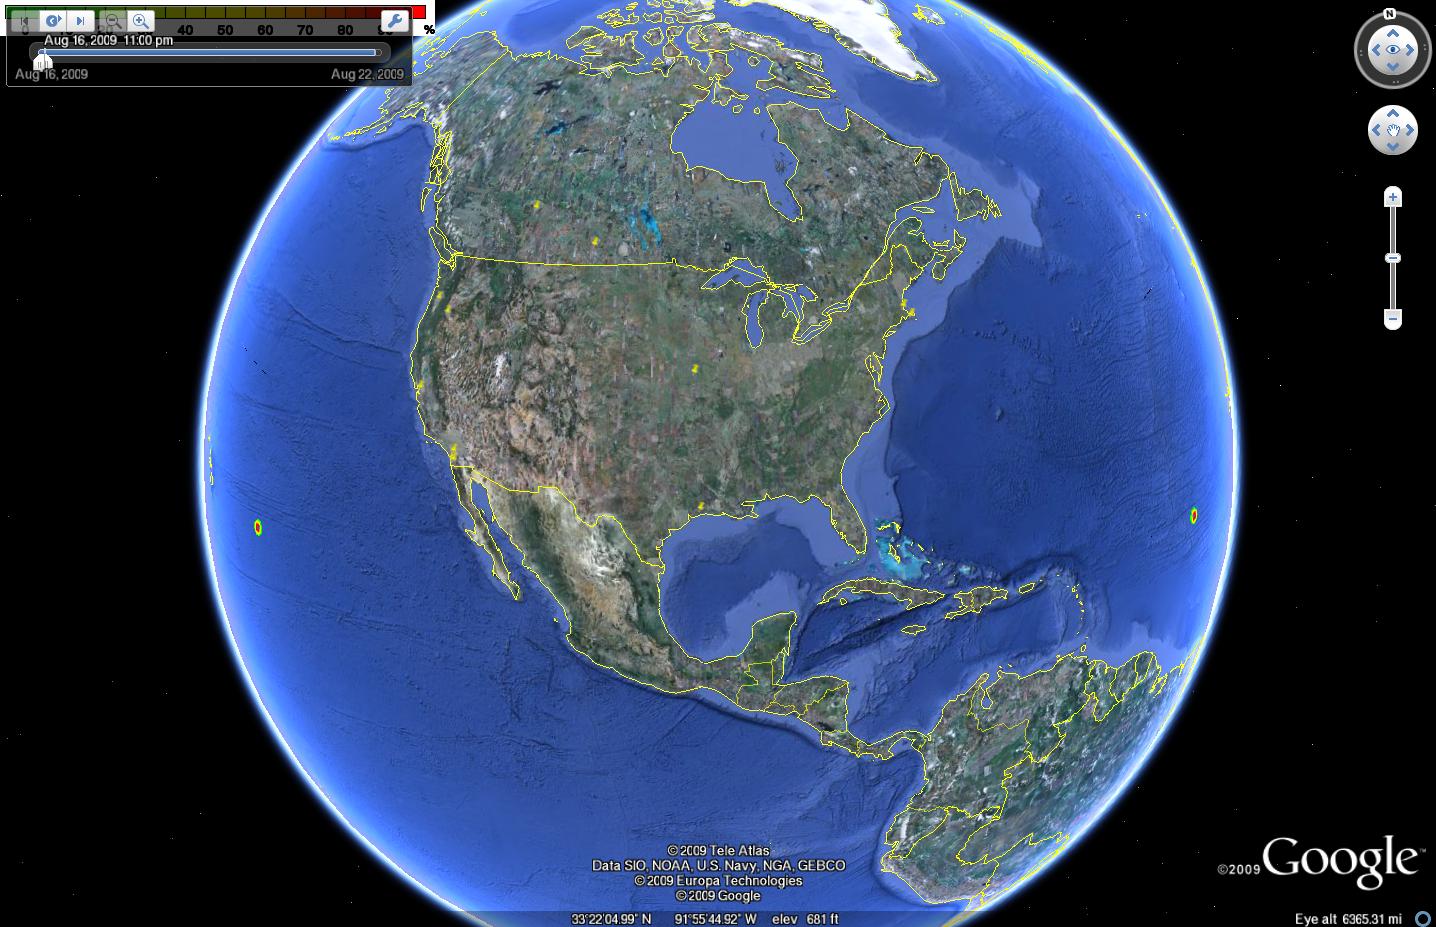 40 50 60 70 80 %
Aug 16, 2009 11:00 pm
Aug 16, 2009 Aug 22, 2009
N
© 2009 Tele Atlas
Data SIO, NOAA, U.S. Navy, NGA, GEBCO
© 2009 Europa Technologies
© 2009 Google
©2009 Google™
33°22'04.99" N 91°55'44.92" W elev 681 ft
Eye alt 6365.31 mi